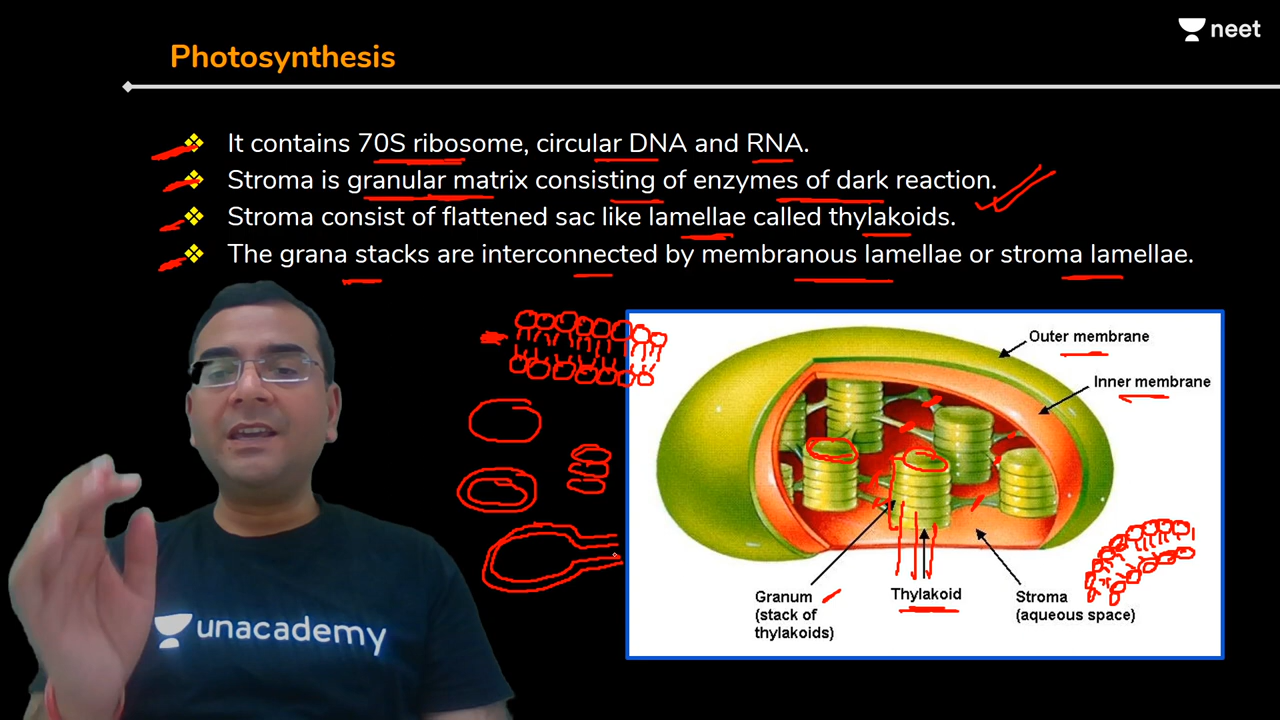 neet
Photosynthesis
It contains 70S ribosome, circular DNA and RNA.
Stroma is granular matrix consisting of enzymes of dark reaction.
Stroma consist of flattened sac like lamellae called thylakoids.
The grana stacks are interconnected by membranous lamellae or stroma lamellae.
Outer membrane
Inner membrane
Granum
(stack of
thylakoids)
Thylakoid
Stroma
(aqueous space)
unacademy